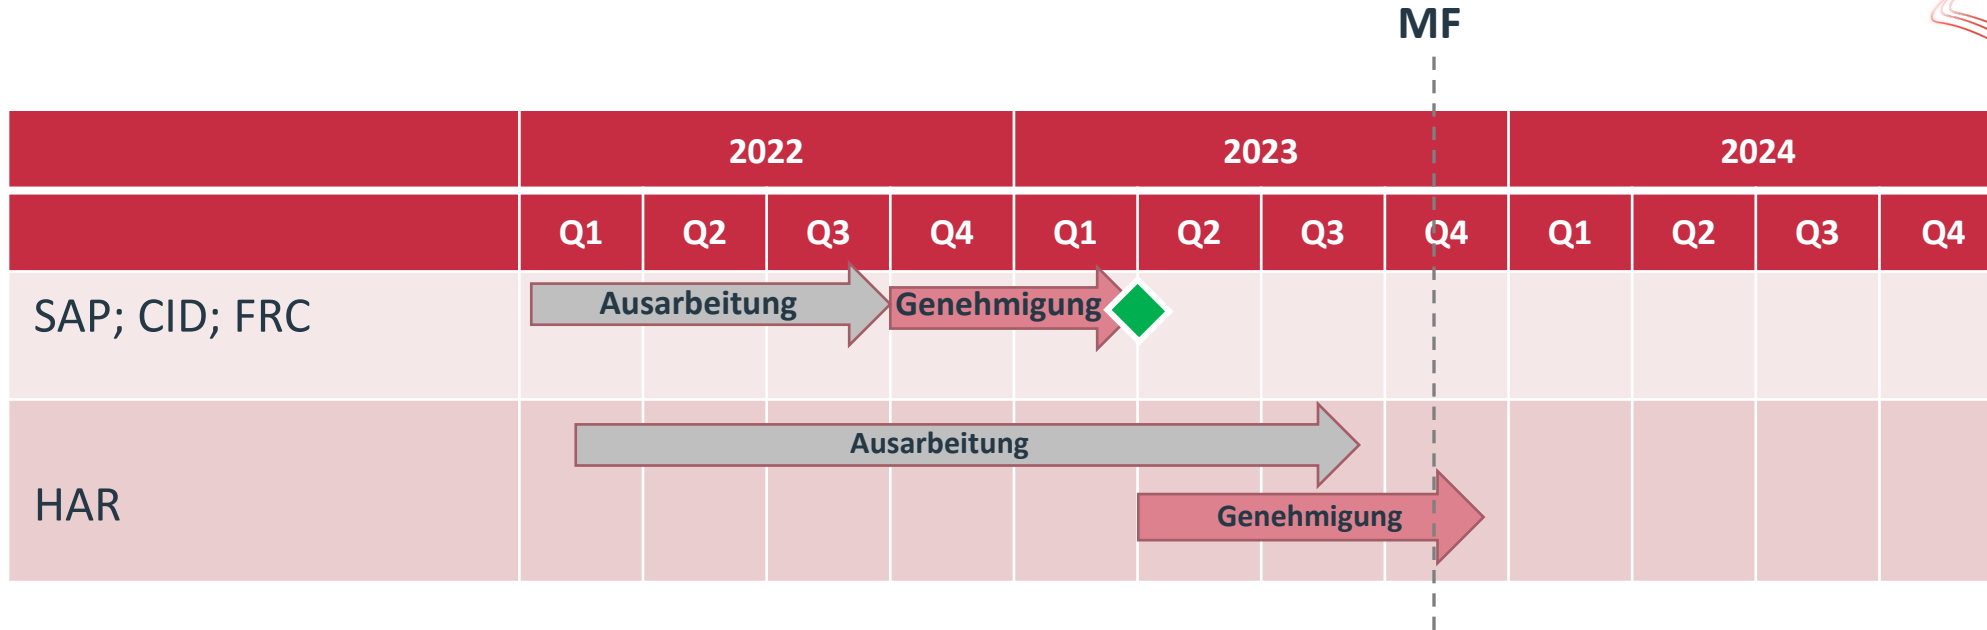 MF
2022 2023 2024
Q1 Q2 Q3 Q4 Q1 Q2 Q3 Q4 Q1 Q2 Q3 Q4
SAP; CID; FRC
Ausarbeitung Genehmigung
HAR
Ausarbeitung
Genehmigung